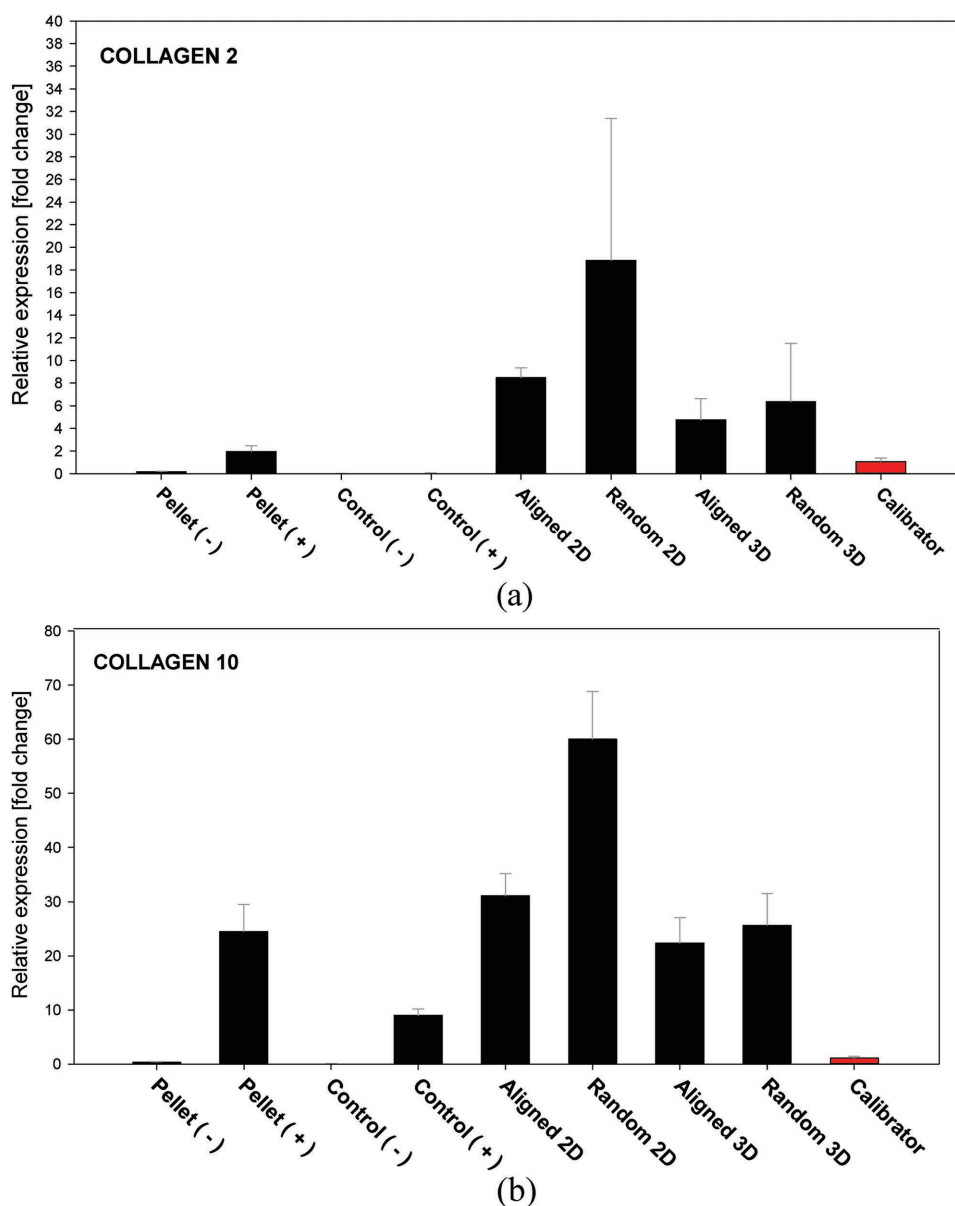 COLLAGEN 2
Relative expression [fold change]
40
38
36
34
32
30
28
26
24
22
20
18
16
14
12
10
8
6
4
2
0
Pellet ( - )
Pellet ( + )
Control ( - )
Control ( + )
Aligned 2D
Random 2D
Aligned 3D
Random 3D
Calibrator
(a)
COLLAGEN 10
Relative expression [fold change]
80
70
60
50
40
30
20
10
0
Pellet ( - )
Pellet ( + )
Control ( - )
Control ( + )
Aligned 2D
Random 2D
Aligned 3D
Random 3D
Calibrator
(b)